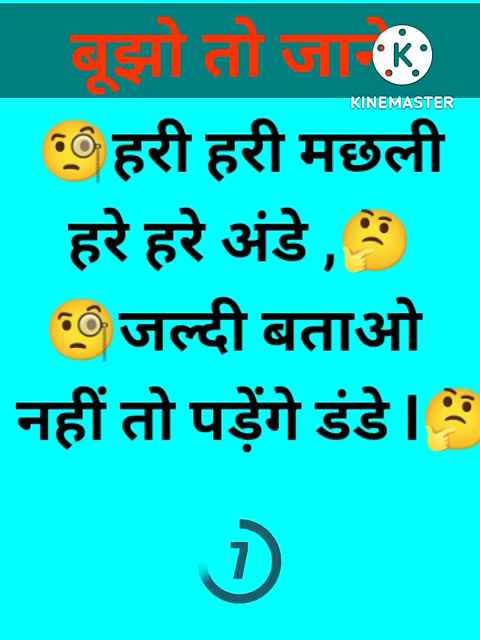 बूझो तो जाने
KINEMASTER
हरी हरी मछली
हरे हरे अंडे ,
जल्दी बताओ
नहीं तो पड़ेंगे डंडे l
7